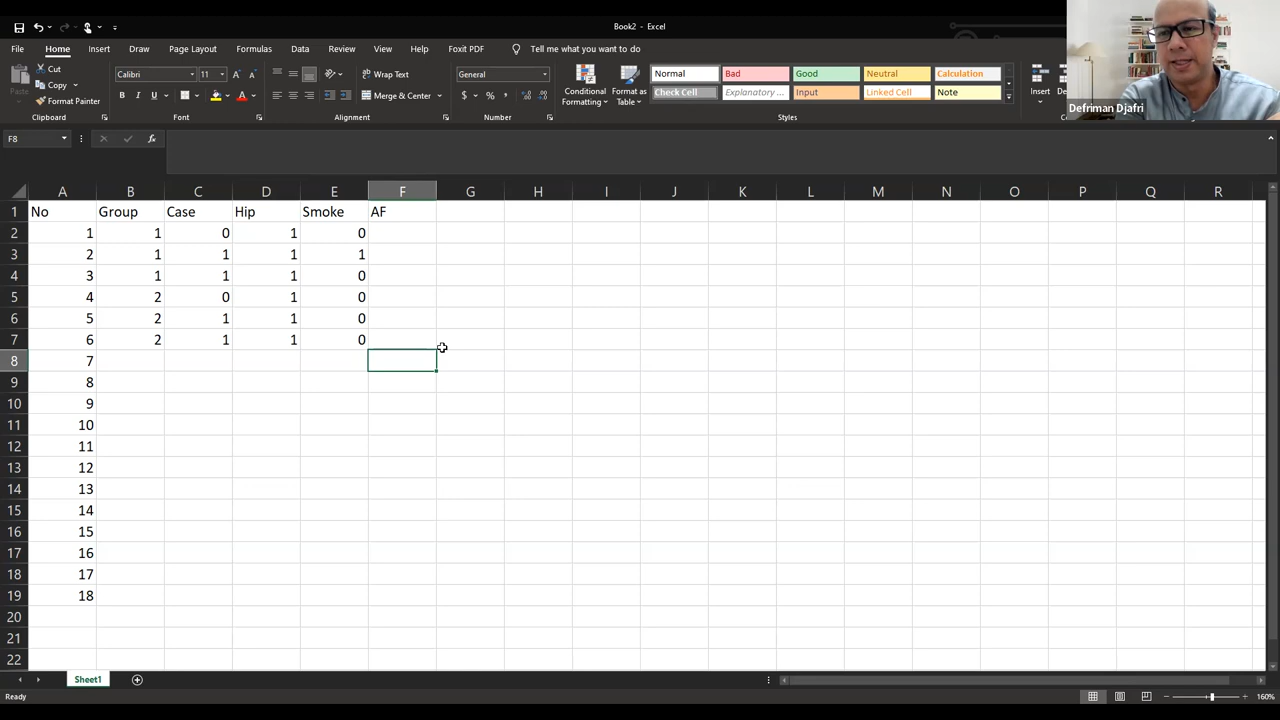 Book2 - Excel
File Home Insert Draw Page Layout Formulas Data Review View Help Foxit PDF Tell me what you want to do
Cut
Copy
Format Painter
Paste
Clipboard
Calibri 11
B I U
Font
Wrap Text
Merge & Center
Alignment
General
$ % ,
Number
Conditional Formatting
Format as Table
Normal Bad Good Neutral Calculation
Check Cell Explanatory ... Input Linked Cell Note
Styles
Insert
Defriman Djafri
F8
fx
A B C D E F G H I J K L M N O P Q R
1 No Group Case Hip Smoke AF
2 1 1 0 1 0
3 2 1 1 1 1
4 3 1 1 1 0
5 4 2 0 1 0
6 5 2 1 1 0
7 6 2 1 1 0
8 7
9 8
10 9
11 10
12 11
13 12
14 13
15 14
16 15
17 16
18 17
19 18
20
21
22
Sheet1
Ready
160%